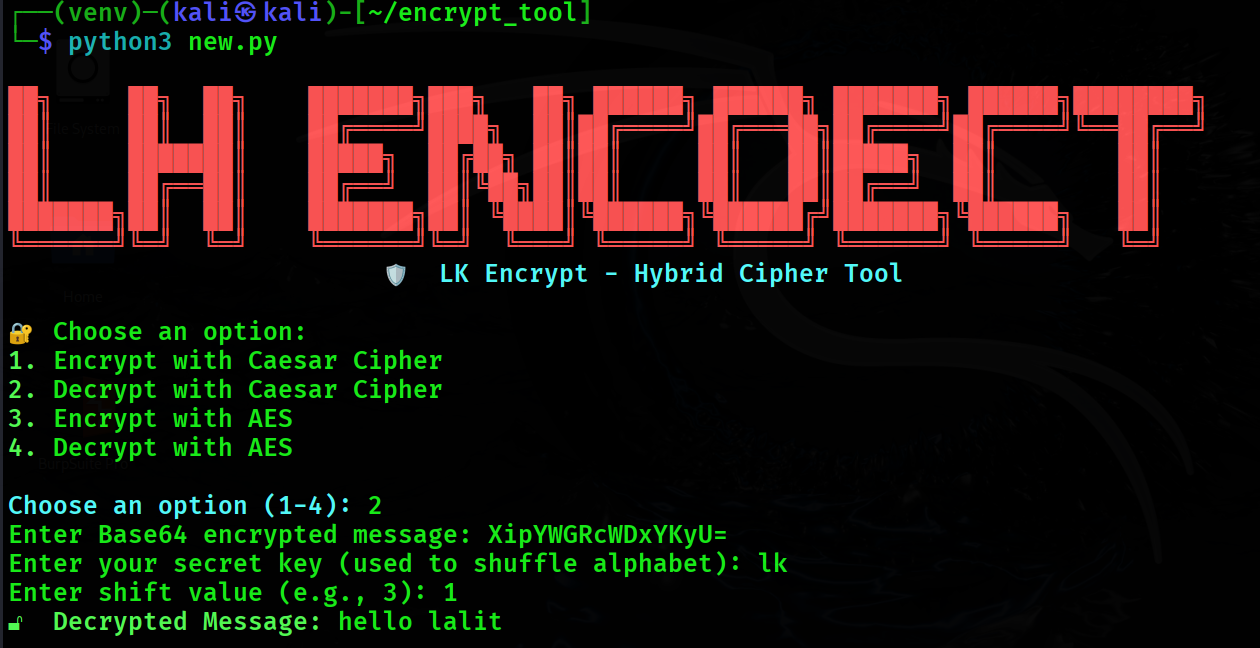 ┌──(venv)─(kali㉿kali)-[~/encrypt_tool]
└─$ python3 new.py
LH ENCOECT
🛡️ LK Encrypt - Hybrid Cipher Tool
🔐 Choose an option:
1. Encrypt with Caesar Cipher
2. Decrypt with Caesar Cipher
3. Encrypt with AES
4. Decrypt with AES
Choose an option (1-4): 2
Enter Base64 encrypted message: XipYWGRcWDxYKyU=
Enter your secret key (used to shuffle alphabet): lk
Enter shift value (e.g., 3): 1
🔓 Decrypted Message: hello lalit